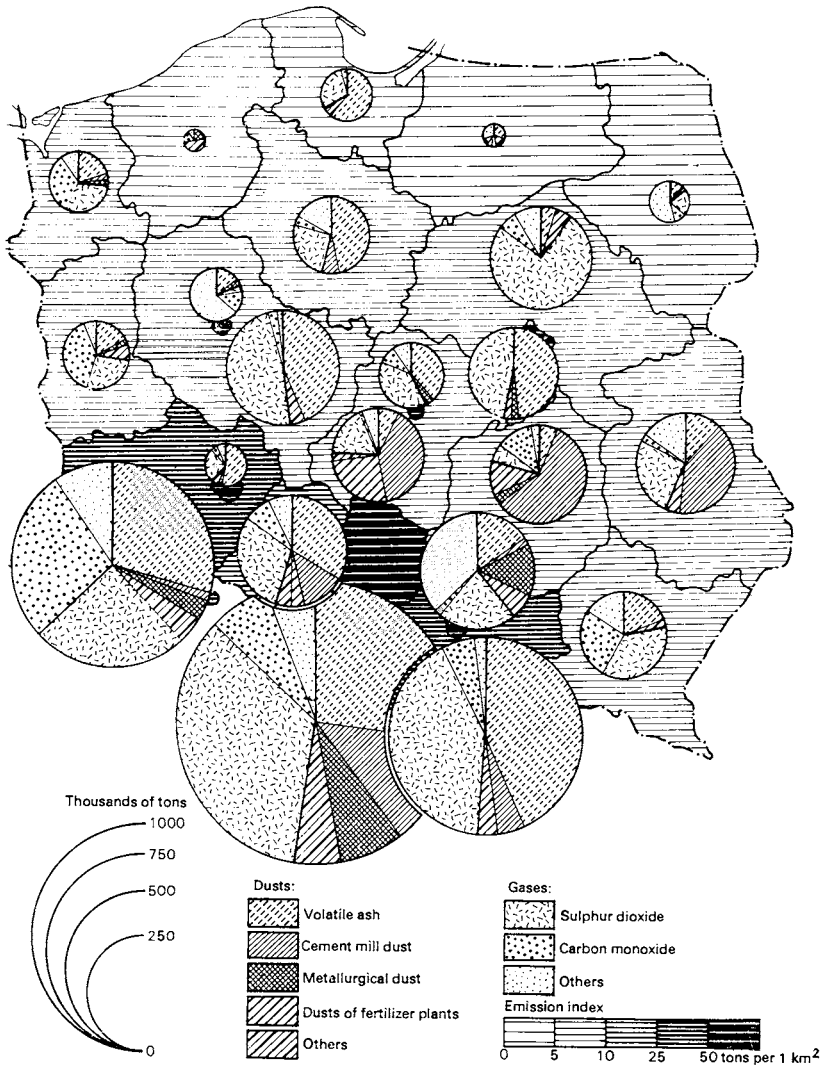 Thousands of tons
1000
750
500
250
0
Dusts:
Volatile ash
Cement mill dust
Metallurgical dust
Dusts of fertilizer plants
Others
Gases:
Sulphur dioxide
Carbon monoxide
Others
Emission index
0 5 10 25 50 tons per 1 km²